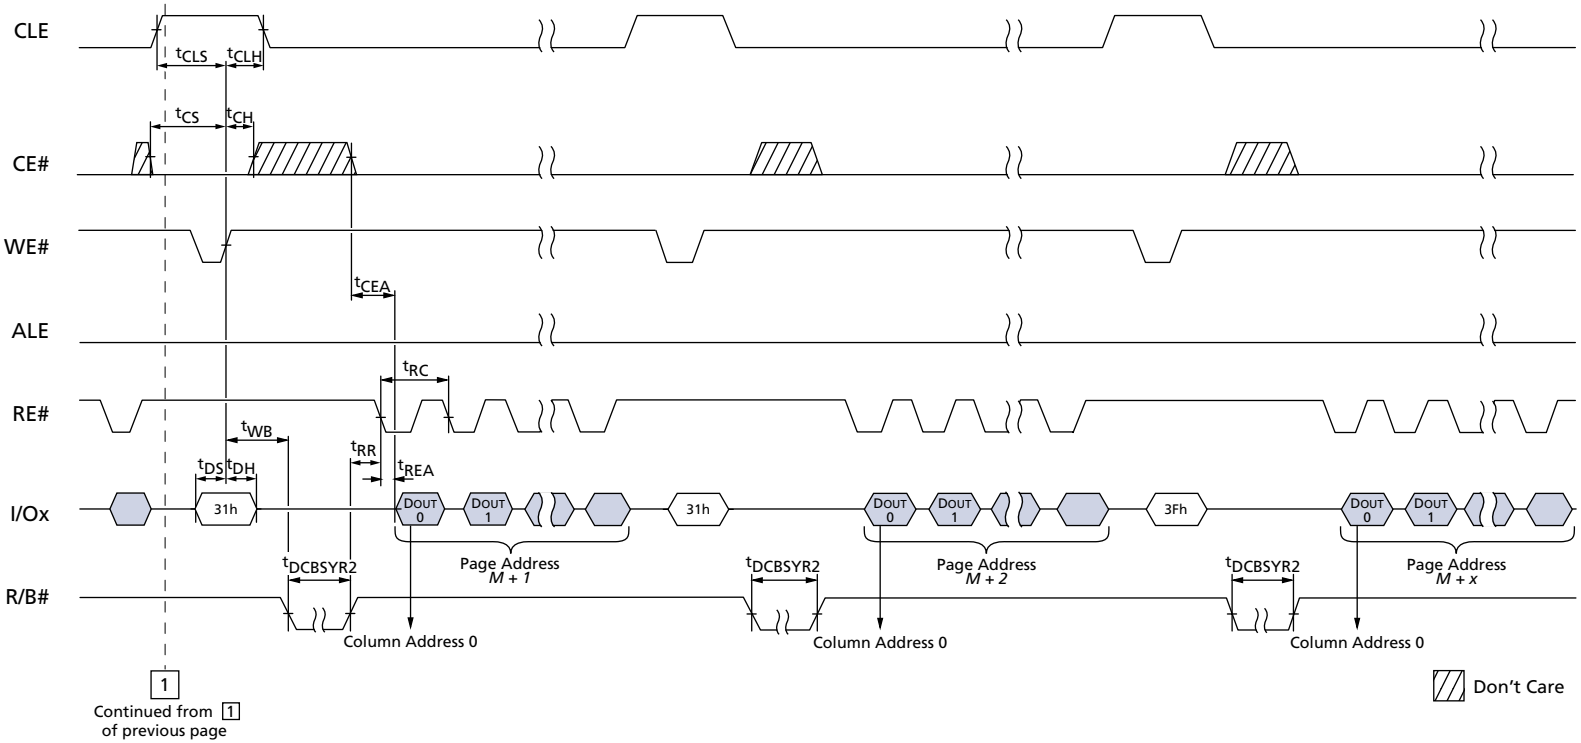 CLE
tCLS tCLH
tCS tCH
CE#
WE#
tCEA
ALE
tRC
RE#
tWB
tRR
tDS tDH
tREA
I/Ox
31h
DOUT 0
DOUT 1
31h
DOUT 0
DOUT 1
3Fh
DOUT 0
DOUT 1
Page Address
M + 1
Page Address
M + 2
Page Address
M + x
tDCBSYR2
tDCBSYR2
tDCBSYR2
R/B#
Column Address 0
Column Address 0
Column Address 0
1
Don't Care
Continued from 1
of previous page